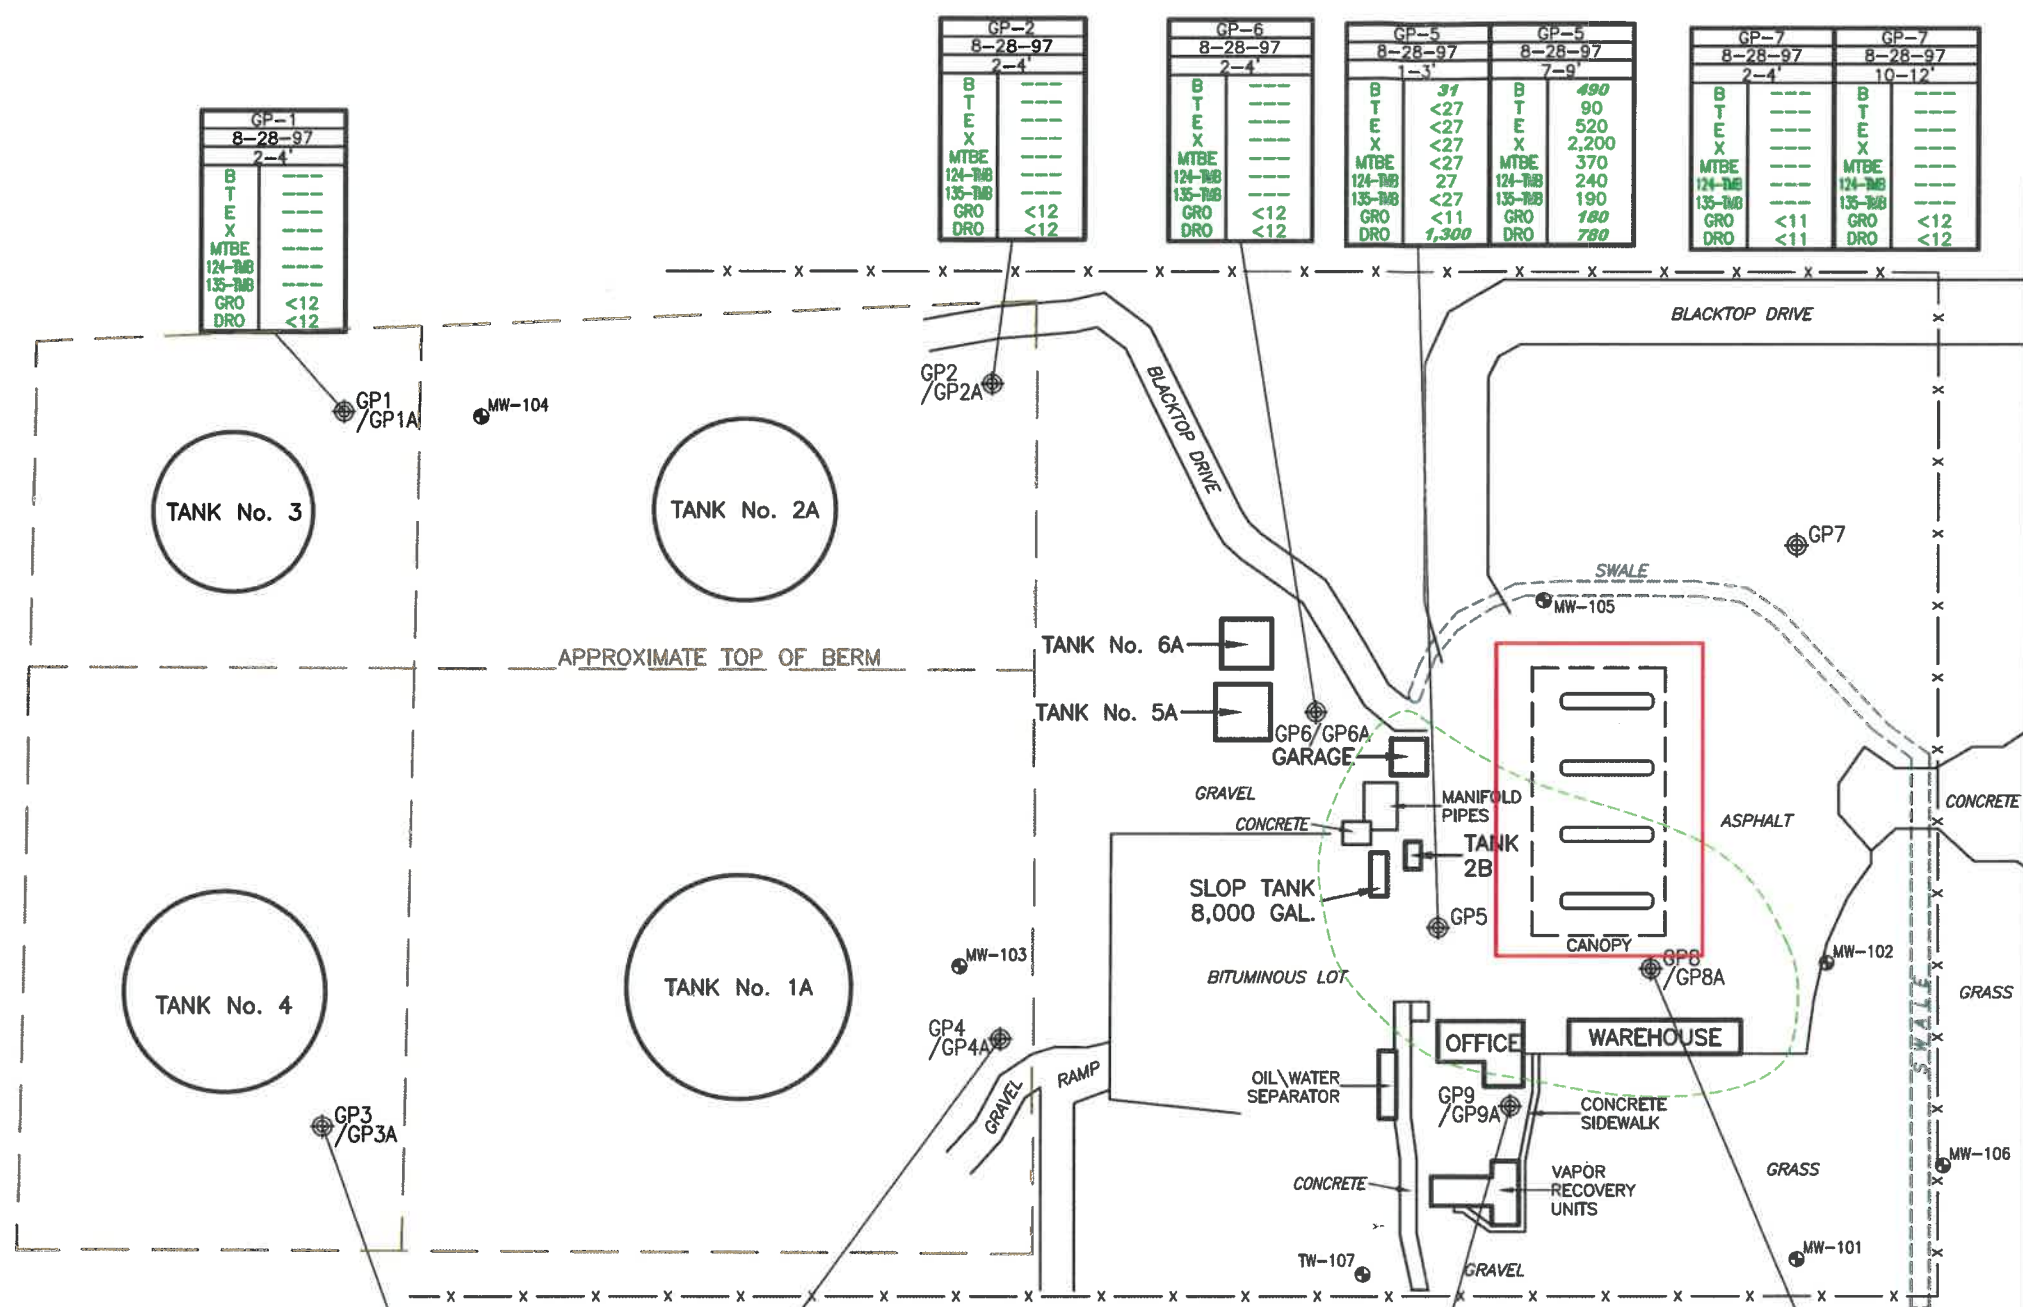 GP-2
8-28-97
2-4'
B ---
T ---
E ---
X ---
MTBE ---
124-TMB ---
135-TMB ---
GRO <12
DRO <12
GP-6
8-28-97
2-4'
B ---
T ---
E ---
X ---
MTBE ---
124-TMB ---
135-TMB ---
GRO <12
DRO <12
GP-5 GP-5
8-28-97 8-28-97
1-3' 7-9'
B 31 B 490
T <27 T 90
E <27 E 520
X <27 X 2,200
MTBE <27 MTBE 370
124-TMB 27 124-TMB 240
135-TMB <27 135-TMB 190
GRO <11 GRO 180
DRO 1,300 DRO 780
GP-7 GP-7
8-28-97 8-28-97
2-4' 10-12'
B --- B ---
T --- T ---
E --- E ---
X --- X ---
MTBE --- MTBE ---
124-TMB --- 124-TMB ---
135-TMB --- 135-TMB ---
GRO <11 GRO <12
DRO <11 DRO <12
GP-1
8-28-97
2-4'
B ---
T ---
E ---
X ---
MTBE ---
124-TMB ---
135-TMB ---
GRO <12
DRO <12
BLACKTOP DRIVE
GP2
/GP2A
BLACKTOP DRIVE
GP1
/GP1A
MW-104
TANK No. 3
TANK No. 2A
GP7
SWALE
MW-105
TANK No. 6A
APPROXIMATE TOP OF BERM
TANK No. 5A
GP6/GP6A
GARAGE
GRAVEL
MANIFOLD
PIPES
CONCRETE
CONCRETE
ASPHALT
TANK
2B
SLOP TANK
8,000 GAL.
GP5
CANOPY
MW-103
MW-102
GP8
/GP8A
BITUMINOUS LOT
GRASS
TANK No. 4
TANK No. 1A
GP4
/GP4A
OFFICE
WAREHOUSE
SWALE
RAMP
GRAVEL
OIL\WATER
SEPARATOR
GP9
/GP9A
CONCRETE
SIDEWALK
GP3
/GP3A
MW-106
GRASS
CONCRETE
VAPOR
RECOVERY
UNITS
MW-101
TW-107
GRAVEL